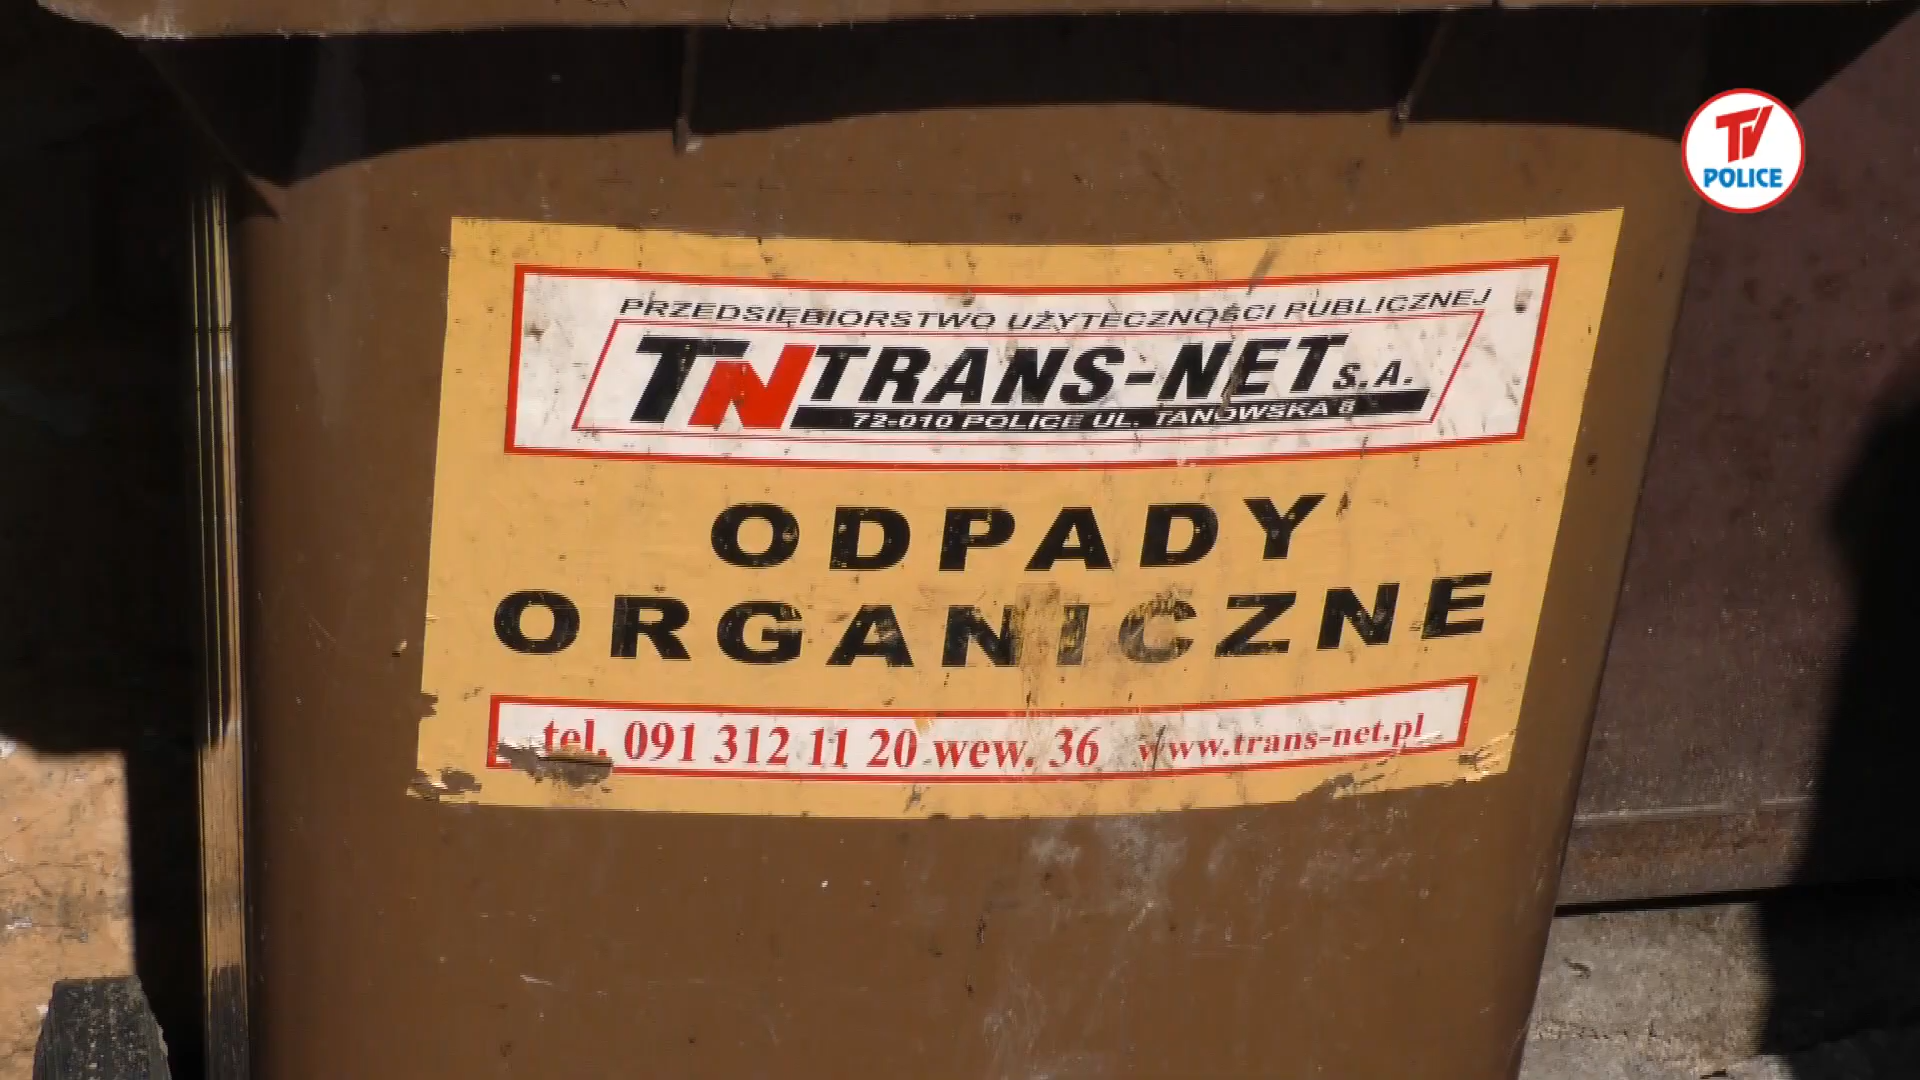 TV
POLICE
PRZEDSIĘBIORSTWO UŻYTECZNOŚCI PUBLICZNEJ
TN TRANS-NET S.A.
72-010 POLICE UL. TANOWSKA 8
ODPADY
ORGANICZNE
tel. 091 312 11 20 wew. 36 www.trans-net.pl